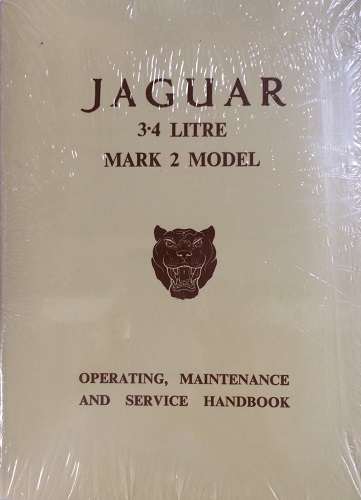 JAGUAR
3·4 LITRE
MARK 2 MODEL
OPERATING, MAINTENANCE
AND SERVICE HANDBOOK